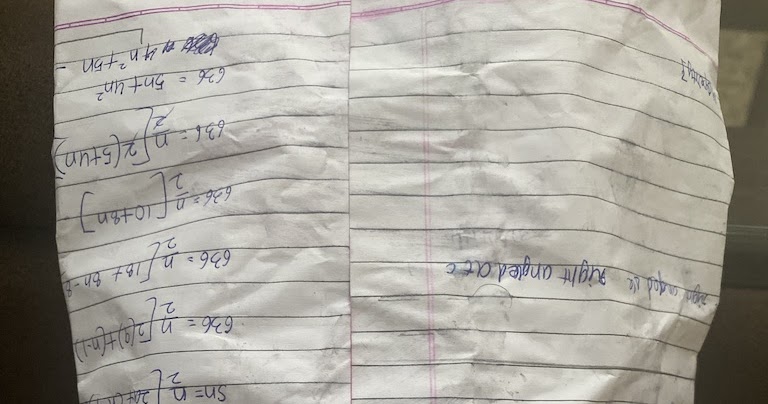 Sn = n/2 [2a + (n-1)
636 = n/2 [2(9) + (n-1)
636 = n/2 [18 + 8n - 8
636 = n/2 [10 + 8n]
636 = n/2 [2(5 + 4n)
636 = 5n + 4n²
4n² + 5n -
right angled at c